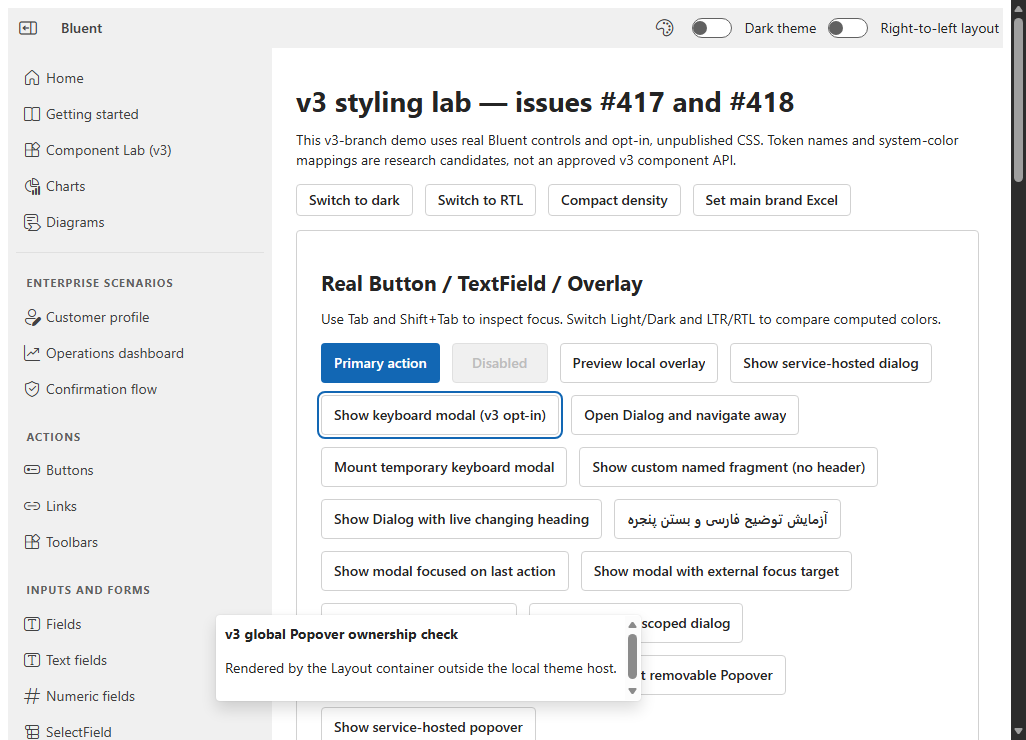 Bluent
Dark theme
Right-to-left layout
Home
Getting started
Component Lab (v3)
Charts
Diagrams
ENTERPRISE SCENARIOS
Customer profile
Operations dashboard
Confirmation flow
ACTIONS
Buttons
Links
Toolbars
INPUTS AND FORMS
Fields
Text fields
Numeric fields
SelectField
v3 styling lab — issues #417 and #418
This v3-branch demo uses real Bluent controls and opt-in, unpublished CSS. Token names and system-color
mappings are research candidates, not an approved v3 component API.
Switch to dark
Switch to RTL
Compact density
Set main brand Excel
Real Button / TextField / Overlay
Use Tab and Shift+Tab to inspect focus. Switch Light/Dark and LTR/RTL to compare computed colors.
Primary action
Disabled
Preview local overlay
Show service-hosted dialog
Show keyboard modal (v3 opt-in)
Open Dialog and navigate away
Mount temporary keyboard modal
Show custom named fragment (no header)
Show Dialog with live changing heading
آزمایش توضیح فارسی و بستن پنجره
Show modal focused on last action
Show modal with external focus target
scoped dialog
removable Popover
v3 global Popover ownership check
Rendered by the Layout container outside the local theme host.
Show service-hosted popover